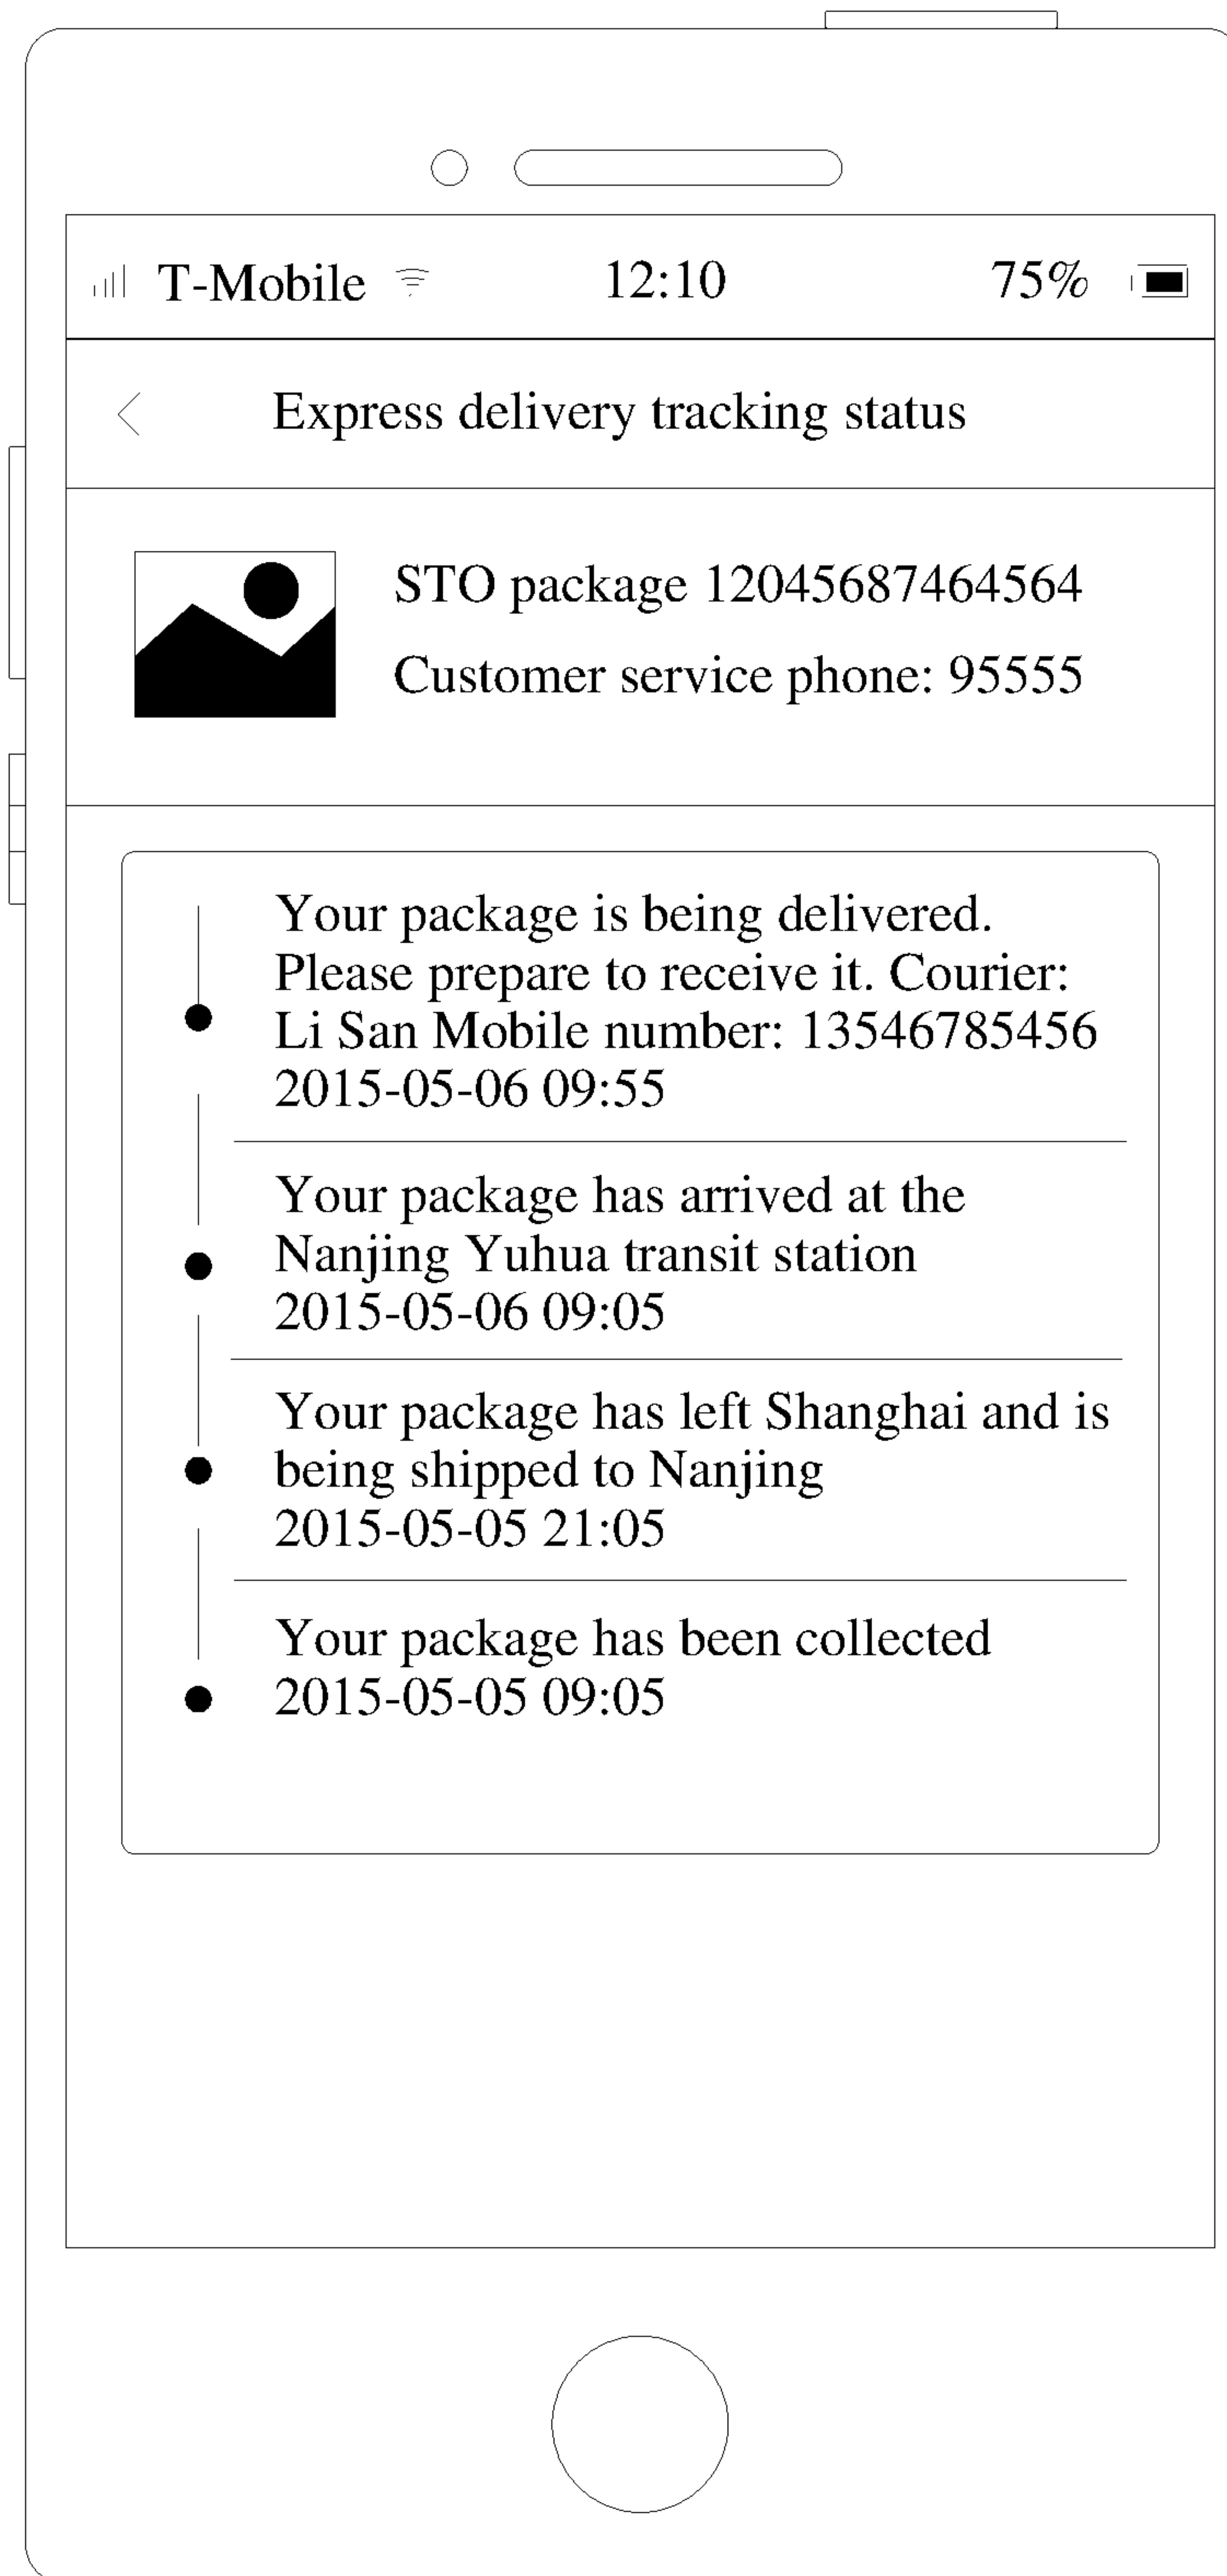 T-Mobile 12:10 75%
Express delivery tracking status
STO package 12045687464564
Customer service phone: 95555
Your package is being delivered.
Please prepare to receive it. Courier:
Li San Mobile number: 13546785456
2015-05-06 09:55
Your package has arrived at the
Nanjing Yuhua transit station
2015-05-06 09:05
Your package has left Shanghai and is
being shipped to Nanjing
2015-05-05 21:05
Your package has been collected
2015-05-05 09:05